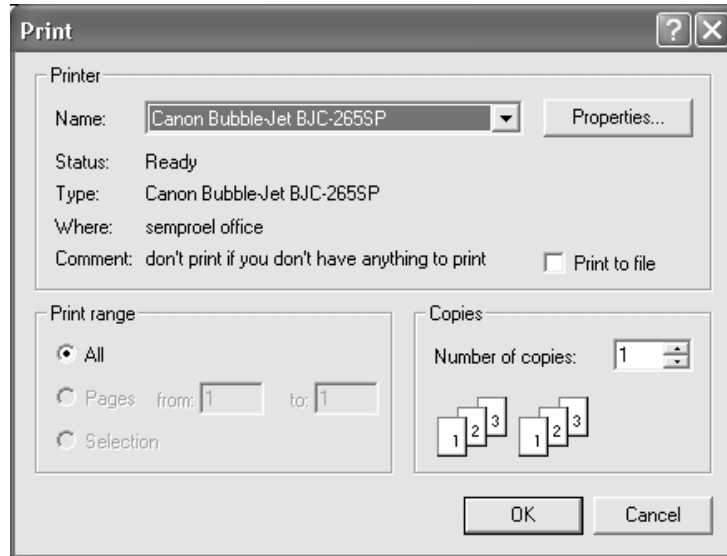 Print
Printer
Name: Canon Bubble-Jet BJC-265SP Properties...
Status: Ready
Type: Canon Bubble-Jet BJC-265SP
Where: semproel office
Comment: don't print if you don't have anything to print Print to file
Print range
All
Pages from: 1 to: 1
Selection
Copies
Number of copies: 1
1 2 3 1 2 3
OK Cancel